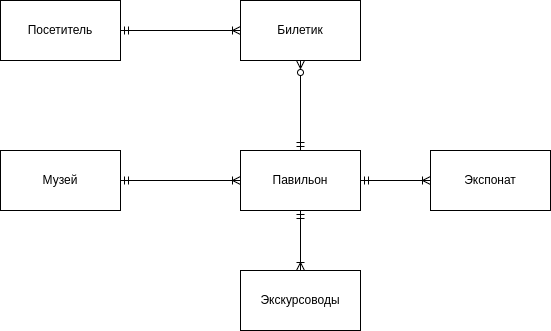 Посетитель
Билетик
Музей
Павильон
Экспонат
Экскурсоводы